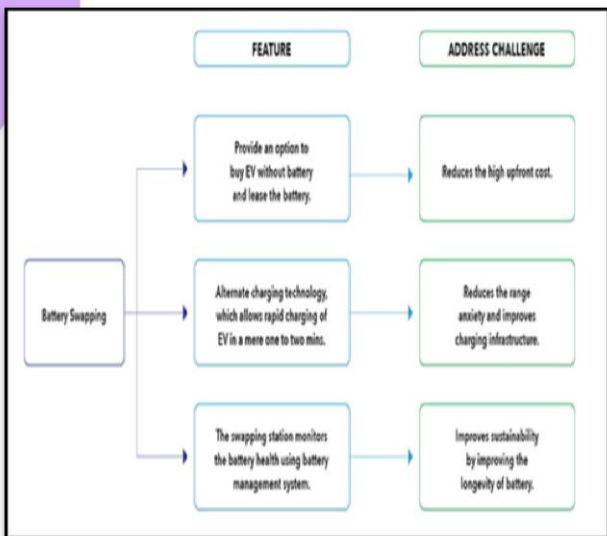 FEATURE
ADDRESS CHALLENGE
Provide an option to
buy EV without battery
and lease the battery.
Reduces the high upfront cost.
Battery Swapping
Alternate charging technology,
which allows rapid charging of
EV in a mere one to two mins.
Reduces the range
anxiety and improves
charging infrastructure.
The swapping station monitors
the battery health using battery
management system.
Improves sustainability
by improving the
longevity of battery.